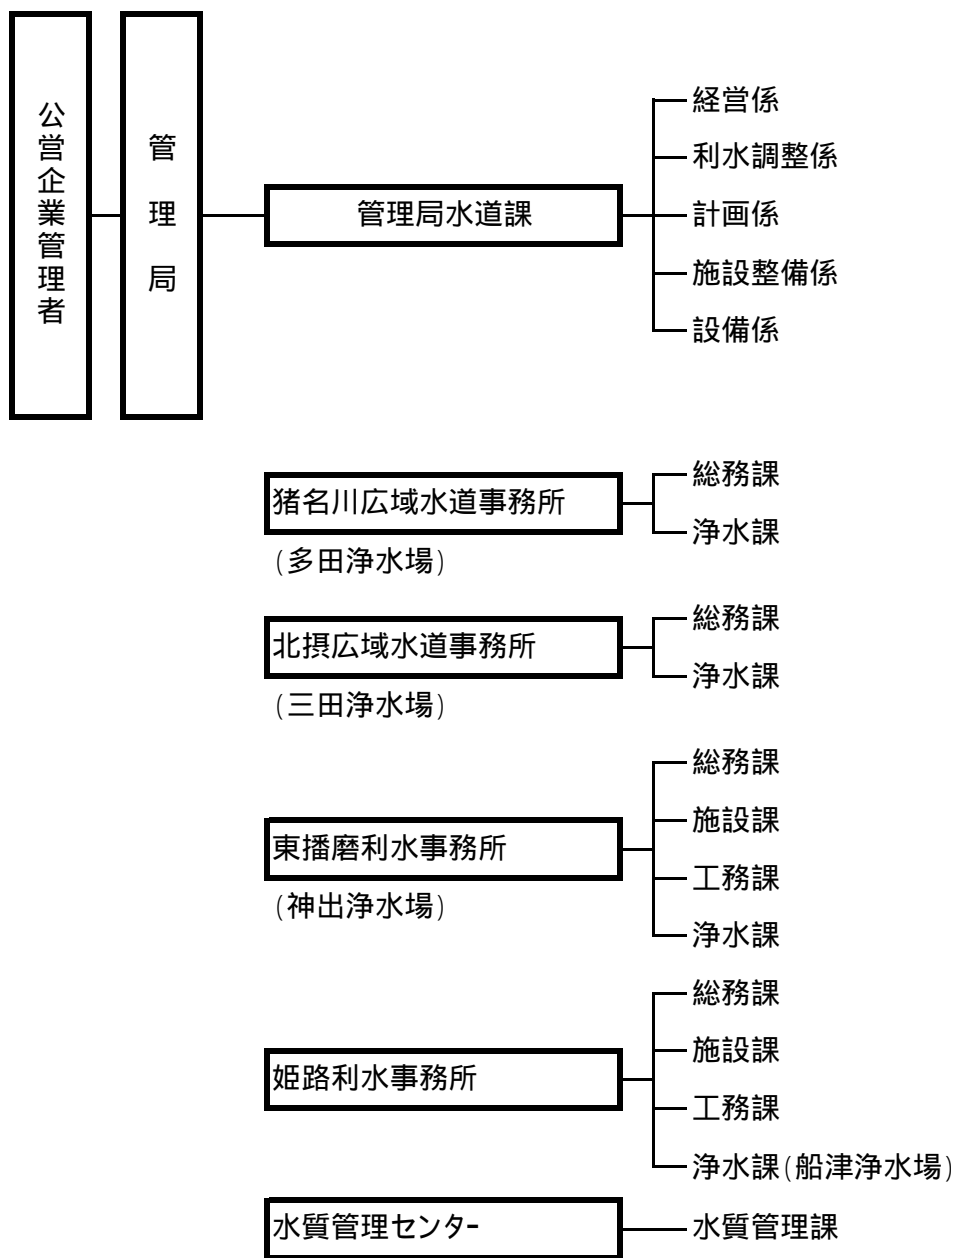 公営企業管理者
管理局
管理局水道課
経営係
利水調整係
計画係
施設整備係
設備係
猪名川広域水道事務所
(多田浄水場)
総務課
浄水課
北摂広域水道事務所
(三田浄水場)
総務課
浄水課
東播磨利水事務所
(神出浄水場)
総務課
施設課
工務課
浄水課
姫路利水事務所
総務課
施設課
工務課
浄水課(船津浄水場)
水質管理センター
水質管理課